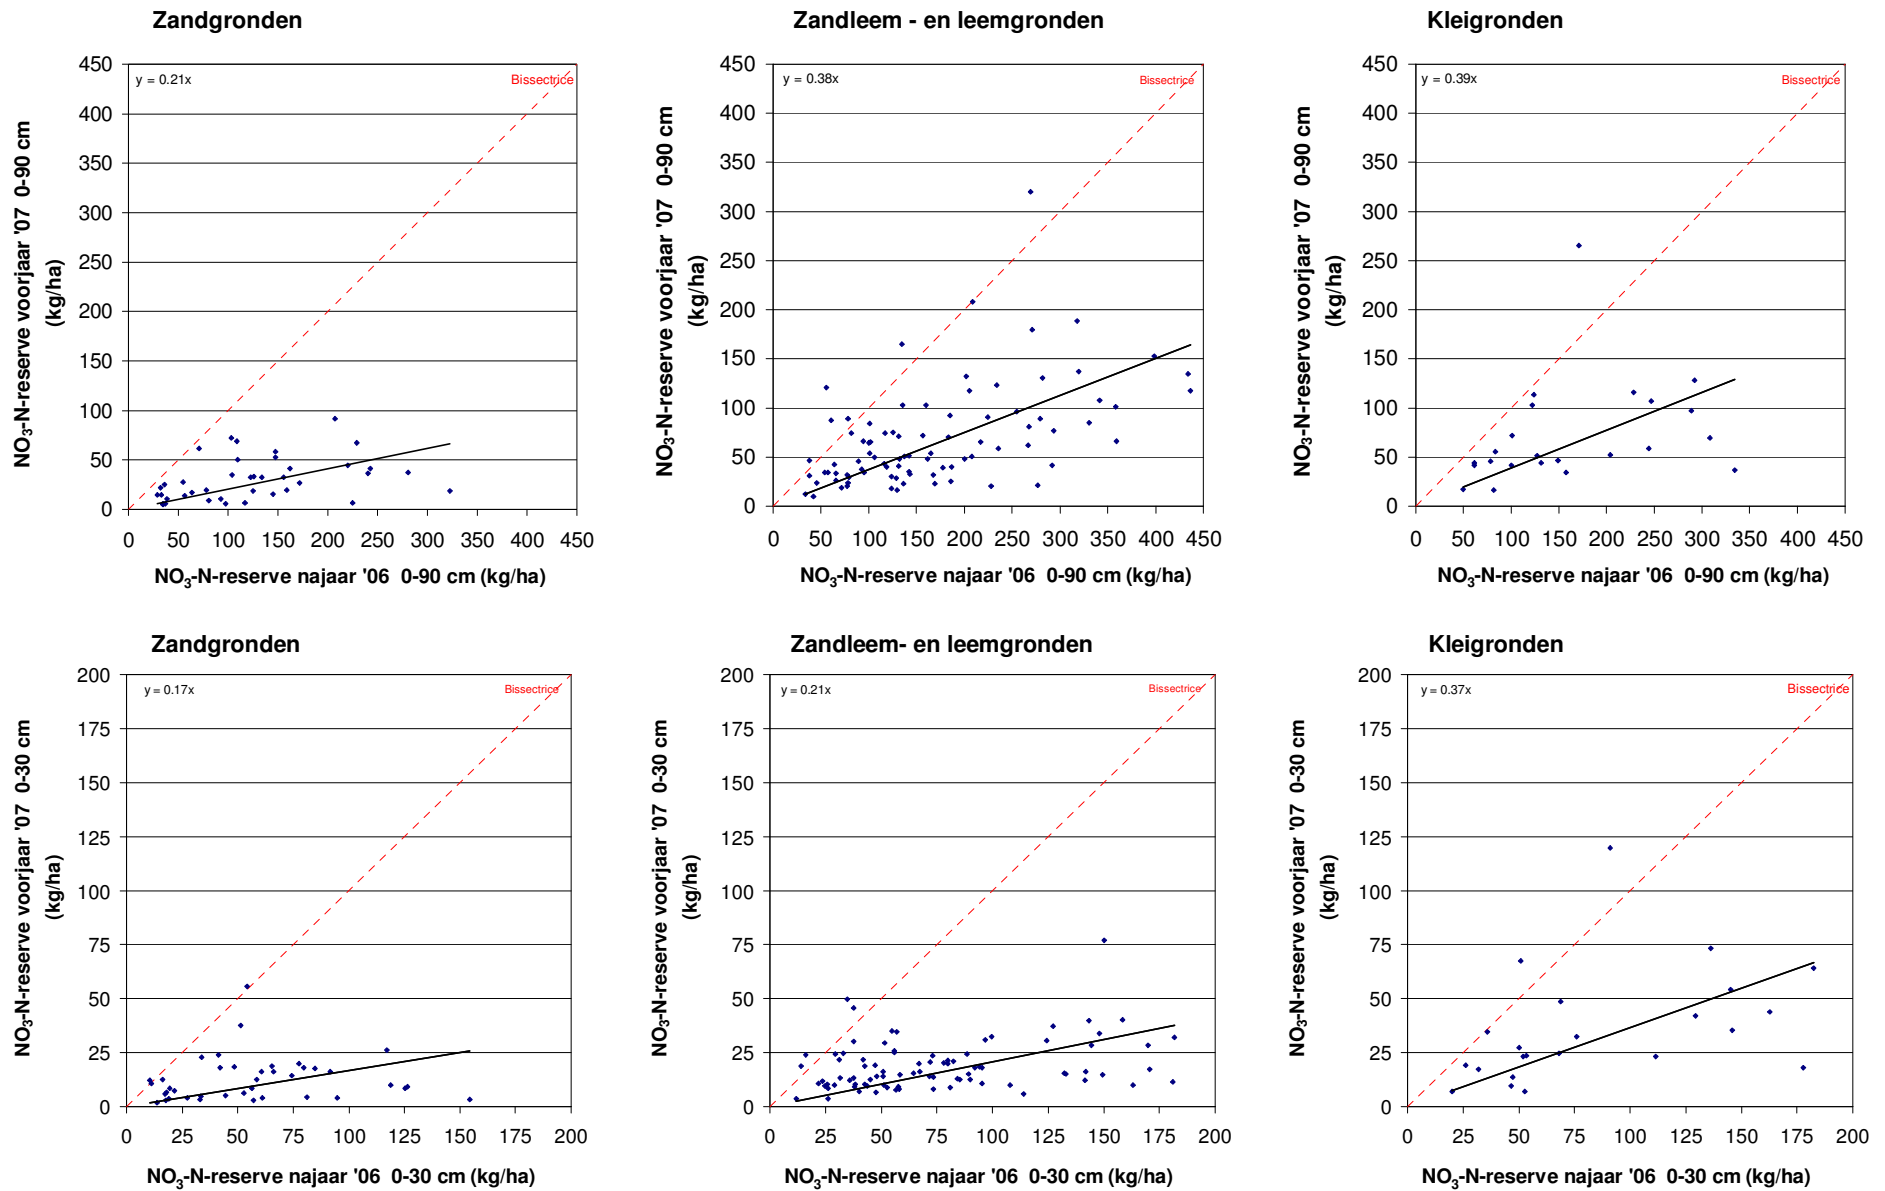 Zandgronden
Zandleem - en leemgronden
Kleigronden
y = 0.21x
Bissectrice
450
400
350
300
250
200
150
100
50
0
NO₃-N-reserve voorjaar '07 0-90 cm
(kg/ha)
0 50 100 150 200 250 300 350 400 450
NO₃-N-reserve najaar '06 0-90 cm (kg/ha)
y = 0.38x
Bissectrice
450
400
350
300
250
200
150
100
50
0
NO₃-N-reserve voorjaar '07 0-90 cm
(kg/ha)
0 50 100 150 200 250 300 350 400 450
NO₃-N-reserve najaar '06 0-90 cm (kg/ha)
y = 0.39x
Bissectrice
450
400
350
300
250
200
150
100
50
0
NO₃-N-reserve voorjaar '07 0-90 cm
(kg/ha)
0 50 100 150 200 250 300 350 400 450
NO₃-N-reserve najaar '06 0-90 cm (kg/ha)
Zandgronden
Zandleem- en leemgronden
Kleigronden
y = 0.17x
Bissectrice
200
175
150
125
100
75
50
25
0
NO₃-N-reserve voorjaar '07 0-30 cm
(kg/ha)
0 25 50 75 100 125 150 175 200
NO₃-N-reserve najaar '06 0-30 cm (kg/ha)
y = 0.21x
Bissectrice
200
175
150
125
100
75
50
25
0
NO₃-N-reserve voorjaar '07 0-30 cm
(kg/ha)
0 25 50 75 100 125 150 175 200
NO₃-N-reserve najaar '06 0-30 cm (kg/ha)
y = 0.37x
Bissectrice
200
175
150
125
100
75
50
25
0
NO₃-N-reserve voorjaar '07 0-30 cm
(kg/ha)
0 25 50 75 100 125 150 175 200
NO₃-N-reserve najaar '06 0-30 cm (kg/ha)